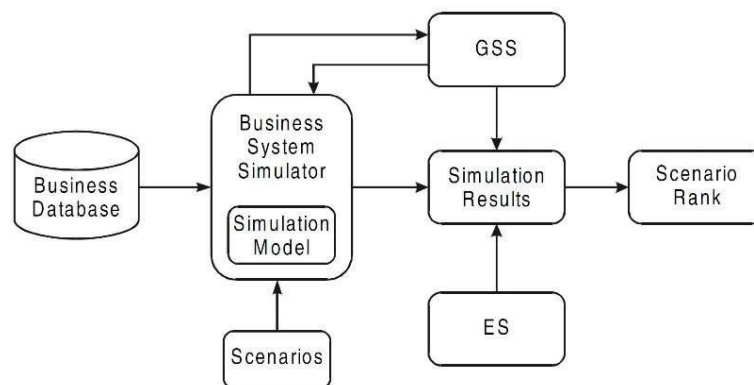 GSS
Business
System
Simulator
Business
Database
Simulation
Model
Simulation
Results
Scenario
Rank
Scenarios
ES